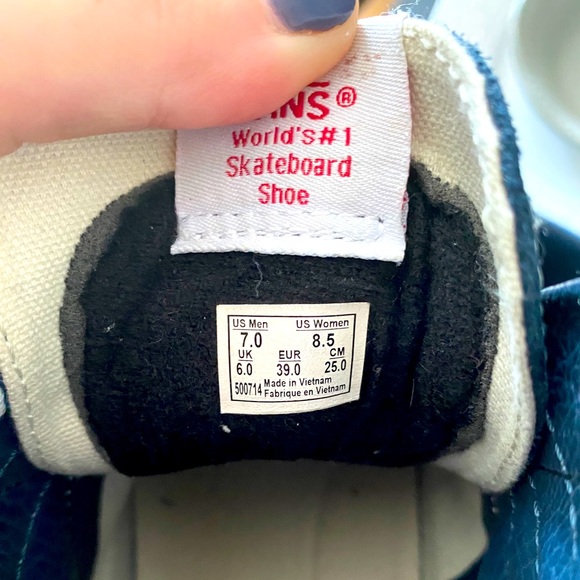 World's #1
Skateboard
Shoe
US Men US Women
7.0 8.5
UK EUR CM
6.0 39.0 25.0
500714 Made in Vietnam
Fabrique en Vietnam